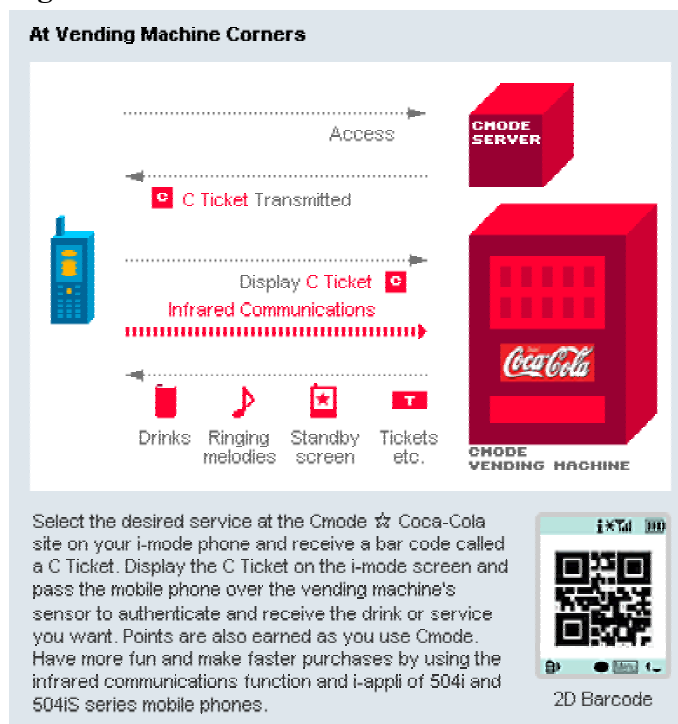 At Vending Machine Corners
Access
CMODE
SERVER
C
C Ticket Transmitted
Display C Ticket
C
Infrared Communications
Coca-Cola
T
Drinks Ringing Standby Tickets
melodies screen etc.
CMODE
VENDING MACHINE
Select the desired service at the Cmode ☆ Coca-Cola
site on your i-mode phone and receive a bar code called
a C Ticket. Display the C Ticket on the i-mode screen and
pass the mobile phone over the vending machine's
sensor to authenticate and receive the drink or service
you want. Points are also earned as you use Cmode.
Have more fun and make faster purchases by using the
infrared communications function and i-appli of 504i and
504iS series mobile phones.
Menu
2D Barcode